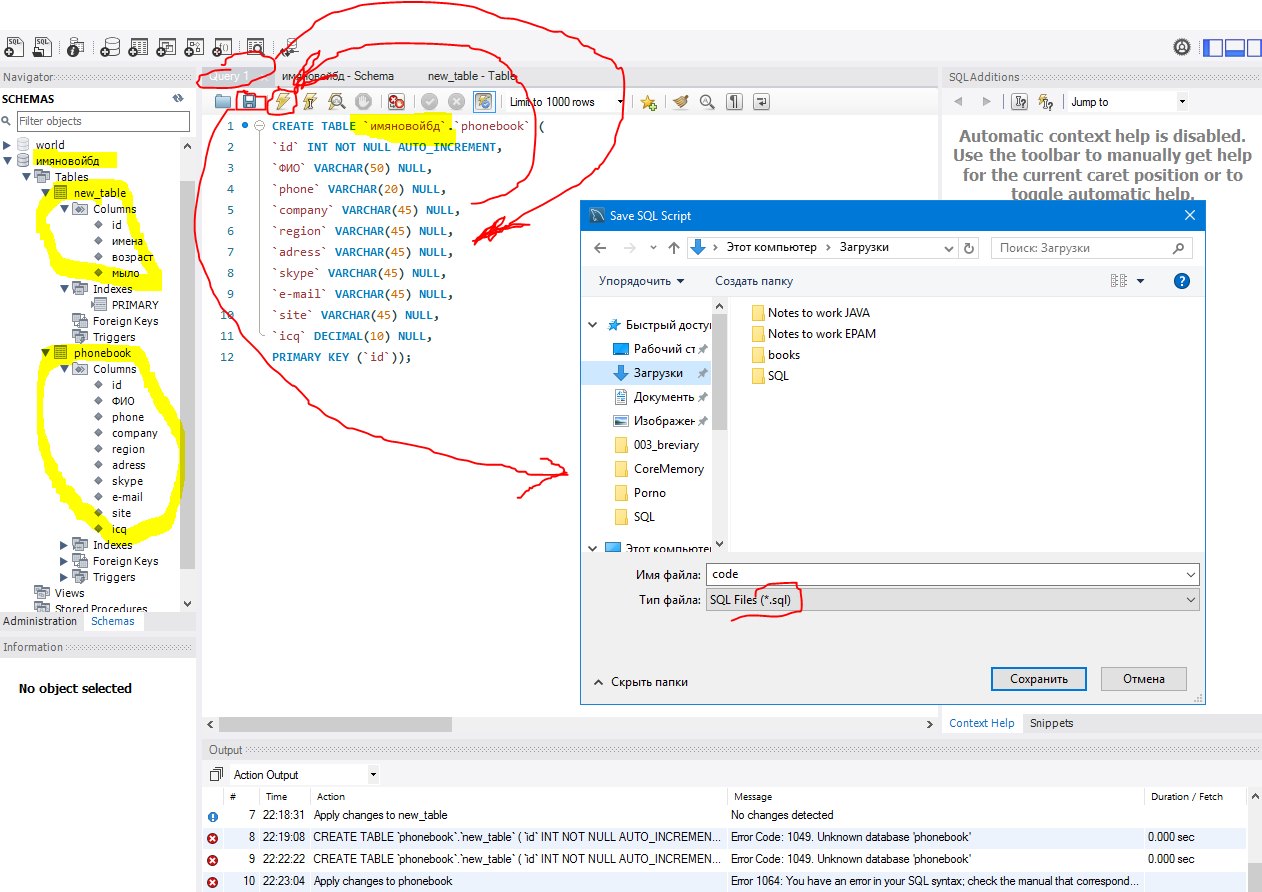 Navigator
SCHEMAS
Filter objects
world
имяновойбд
Tables
new_table
Columns
id
имена
возраст
мыло
Indexes
PRIMARY
Foreign Keys
Triggers
phonebook
Columns
id
ФИО
phone
company
region
adress
skype
e-mail
site
icq
Indexes
Foreign Keys
Triggers
Views
Stored Procedures
Administration Schemas
Information
No object selected
Query 1 имяновойбд - Schema new_table - Table
Limit to 1000 rows
1 CREATE TABLE `имяновойбд`.`phonebook` (
2 `id` INT NOT NULL AUTO_INCREMENT,
3 `ФИО` VARCHAR(50) NULL,
4 `phone` VARCHAR(20) NULL,
5 `company` VARCHAR(45) NULL,
6 `region` VARCHAR(45) NULL,
7 `adress` VARCHAR(45) NULL,
8 `skype` VARCHAR(45) NULL,
9 `e-mail` VARCHAR(45) NULL,
10 `site` VARCHAR(45) NULL,
11 `icq` DECIMAL(10) NULL,
12 PRIMARY KEY (`id`));
SQLAdditions
Jump to
Automatic context help is disabled.
Use the toolbar to manually get help
for the current caret position or to
toggle automatic help.
Save SQL Script
Этот компьютер Загрузки
Поиск: Загрузки
Упорядочить Создать папку
Быстрый досту
Рабочий ст
Загрузки
Документь
Изображен
003_breviary
CoreMemory
Porno
SQL
Этот компьютер
Notes to work JAVA
Notes to work EPAM
books
SQL
Имя файла: code
Тип файла: SQL Files (*.sql)
Скрыть папки
Сохранить Отмена
Context Help Snippets
Output
Action Output
# Time Action Message Duration / Fetch
7 22:18:31 Apply changes to new_table No changes detected
8 22:19:08 CREATE TABLE `phonebook`.`new_table` ( `id` INT NOT NULL AUTO_INCREMEN... Error Code: 1049. Unknown database 'phonebook' 0.000 sec
9 22:22:22 CREATE TABLE `phonebook`.`new_table` ( `id` INT NOT NULL AUTO_INCREMEN... Error Code: 1049. Unknown database 'phonebook' 0.000 sec
10 22:23:04 Apply changes to phonebook Error 1064: You have an error in your SQL syntax; check the manual that correspond...